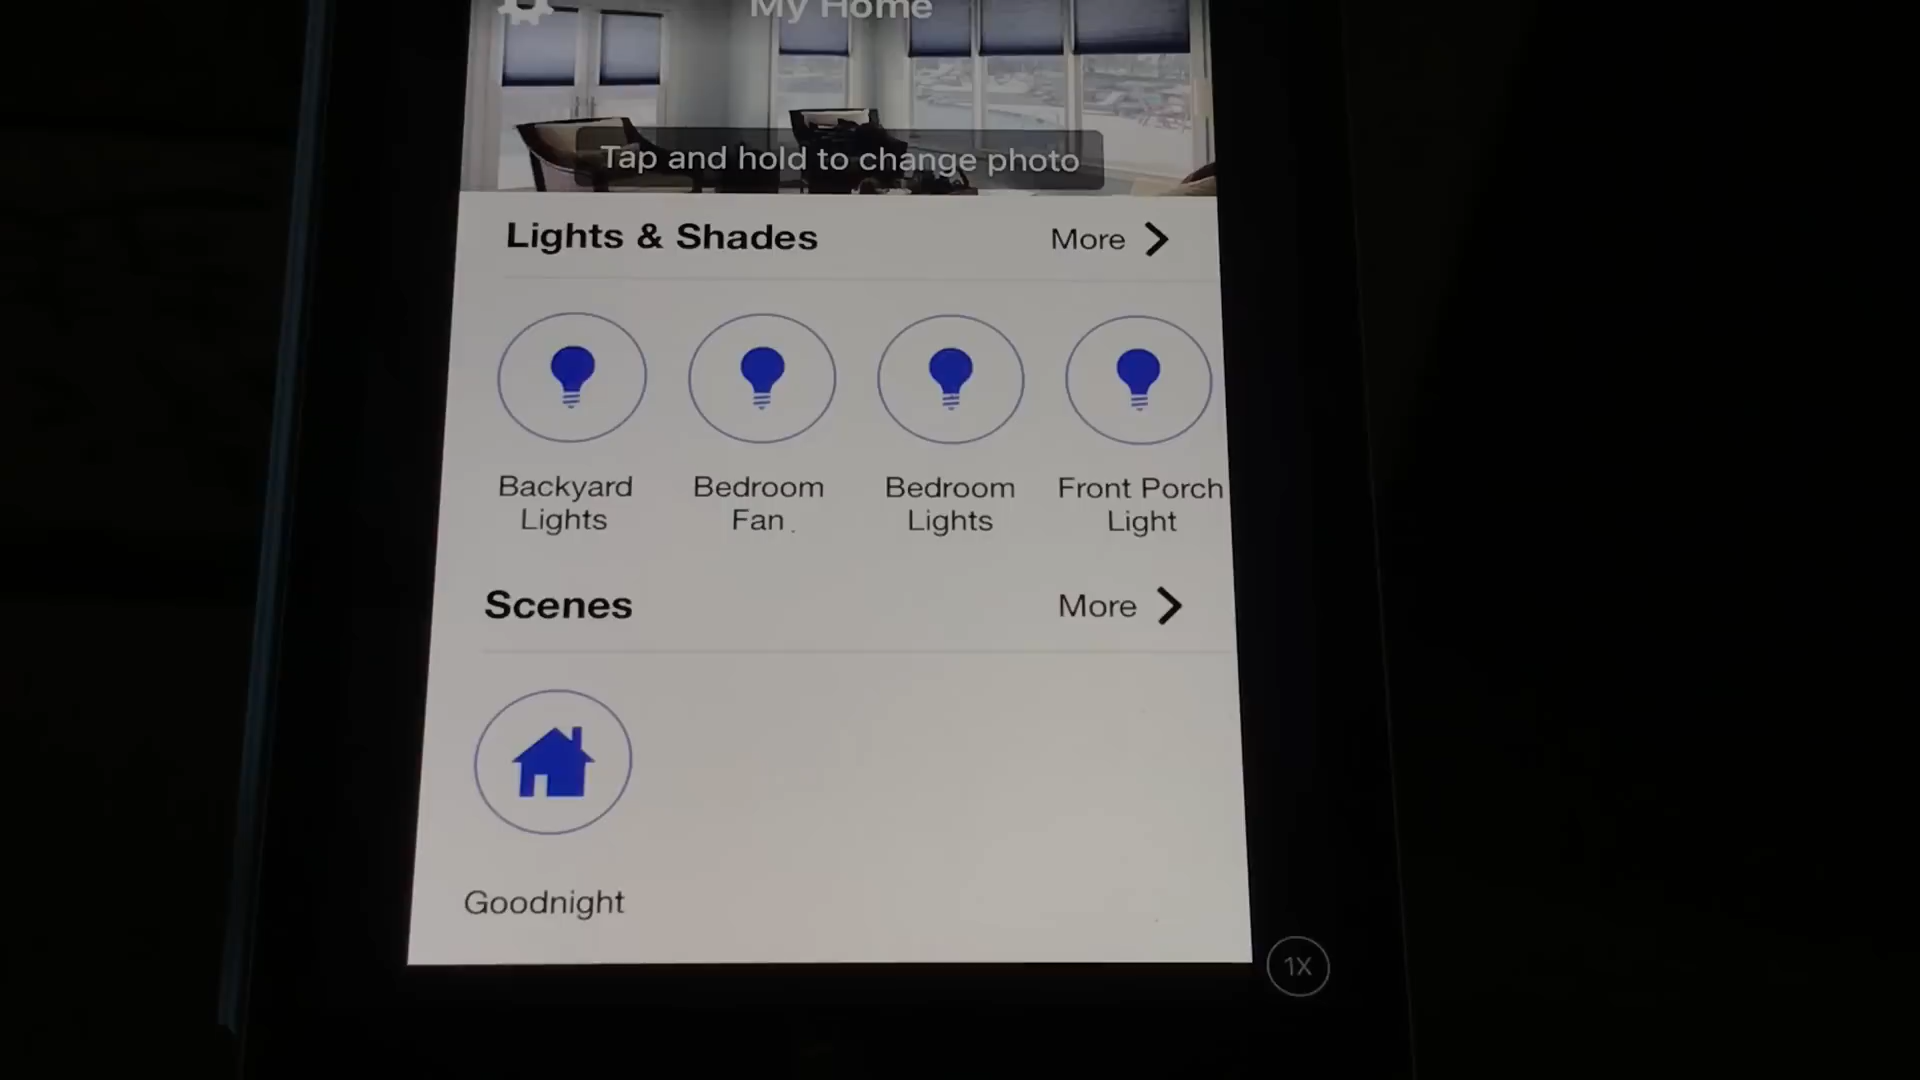 My Home
Tap and hold to change photo
Lights & Shades
More
Backyard
Lights
Bedroom
Fan
Bedroom
Lights
Front Porch
Light
Scenes
More
Goodnight
1X